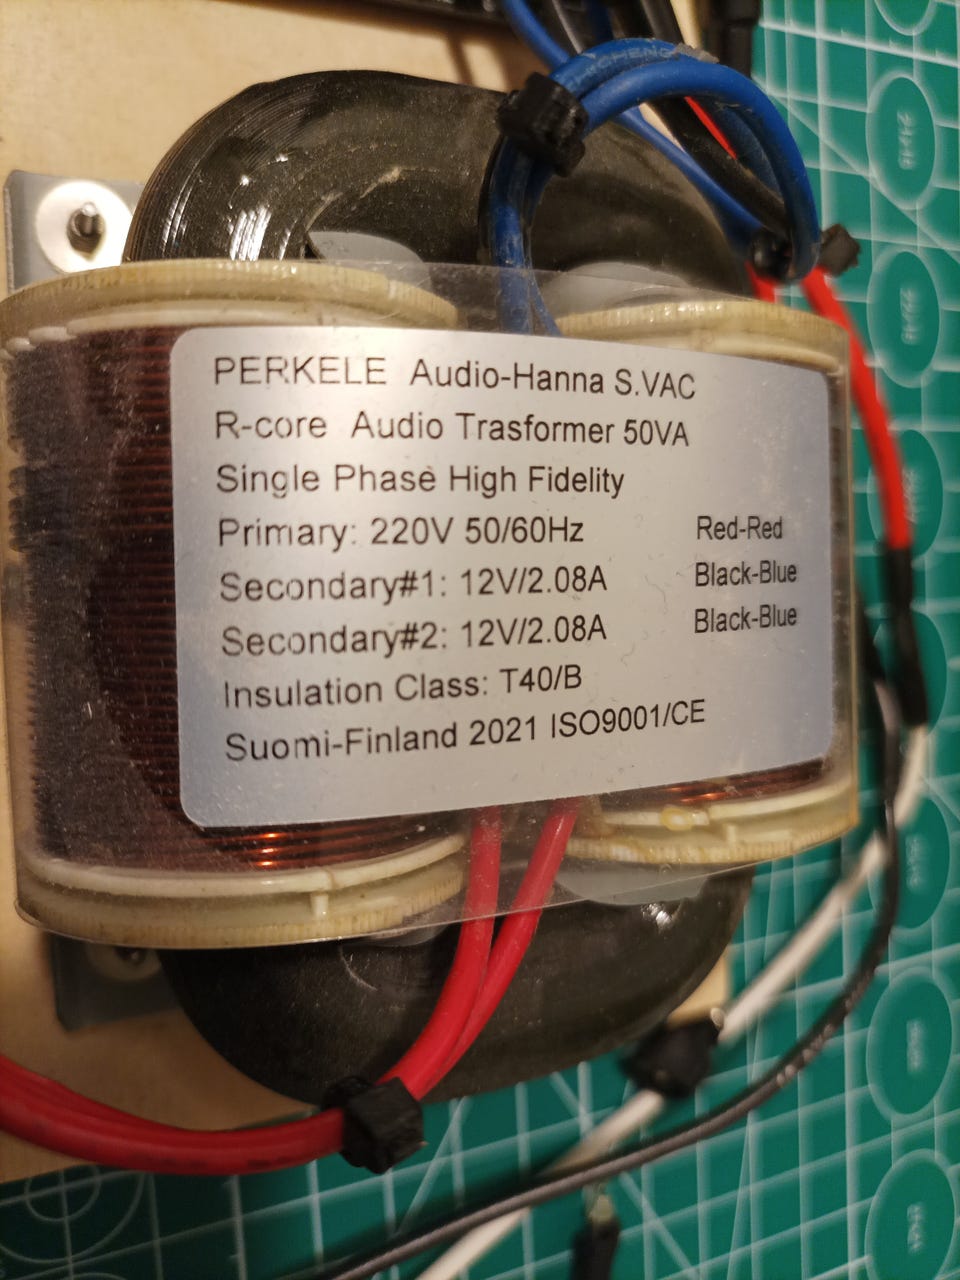 PERKELE Audio-Hanna S.VAC
R-core Audio Trasformer 50VA
Single Phase High Fidelity
Primary: 220V 50/60Hz Red-Red
Secondary#1: 12V/2.08A Black-Blue
Secondary#2: 12V/2.08A Black-Blue
Insulation Class: T40/B
Suomi-Finland 2021 ISO9001/CE